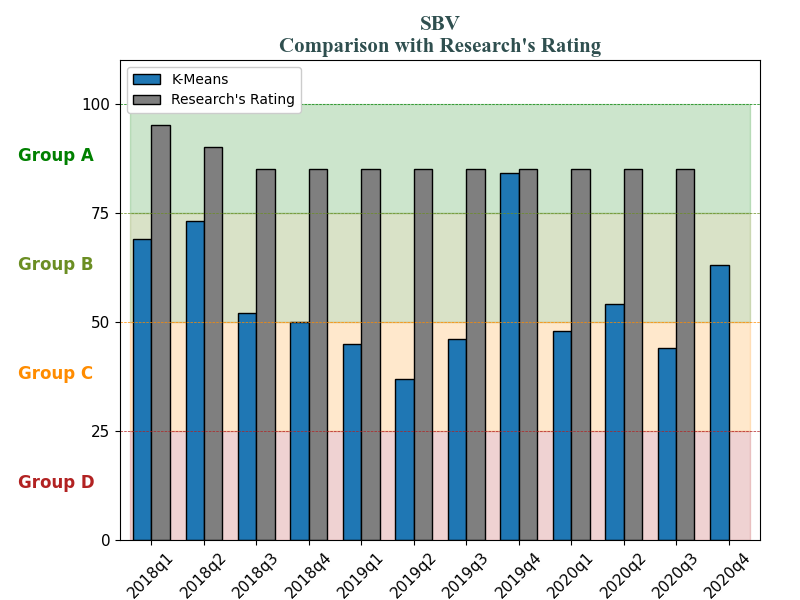 SBV
Comparison with Research's Rating
K-Means
Research's Rating
100
Group A
75
Group B
50
Group C
25
Group D
0
2018q1
2018q2
2018q3
2018q4
2019q1
2019q2
2019q3
2019q4
2020q1
2020q2
2020q3
2020q4